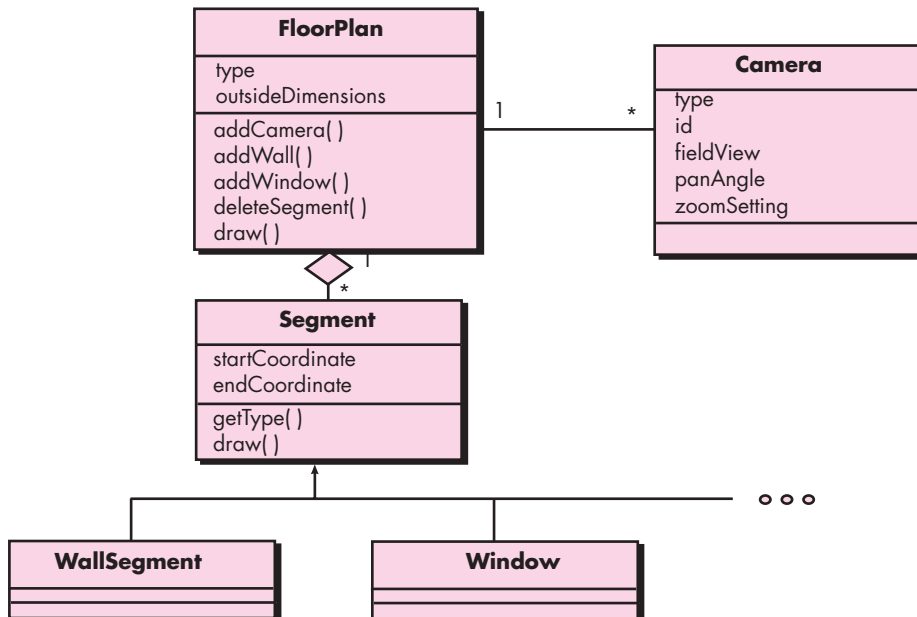 FloorPlan
type
outsideDimensions
addCamera( )
addWall( )
addWindow( )
deleteSegment( )
draw( )
1
*
Camera
type
id
fieldView
panAngle
zoomSetting
1
*
Segment
startCoordinate
endCoordinate
getType( )
draw( )
WallSegment
Window